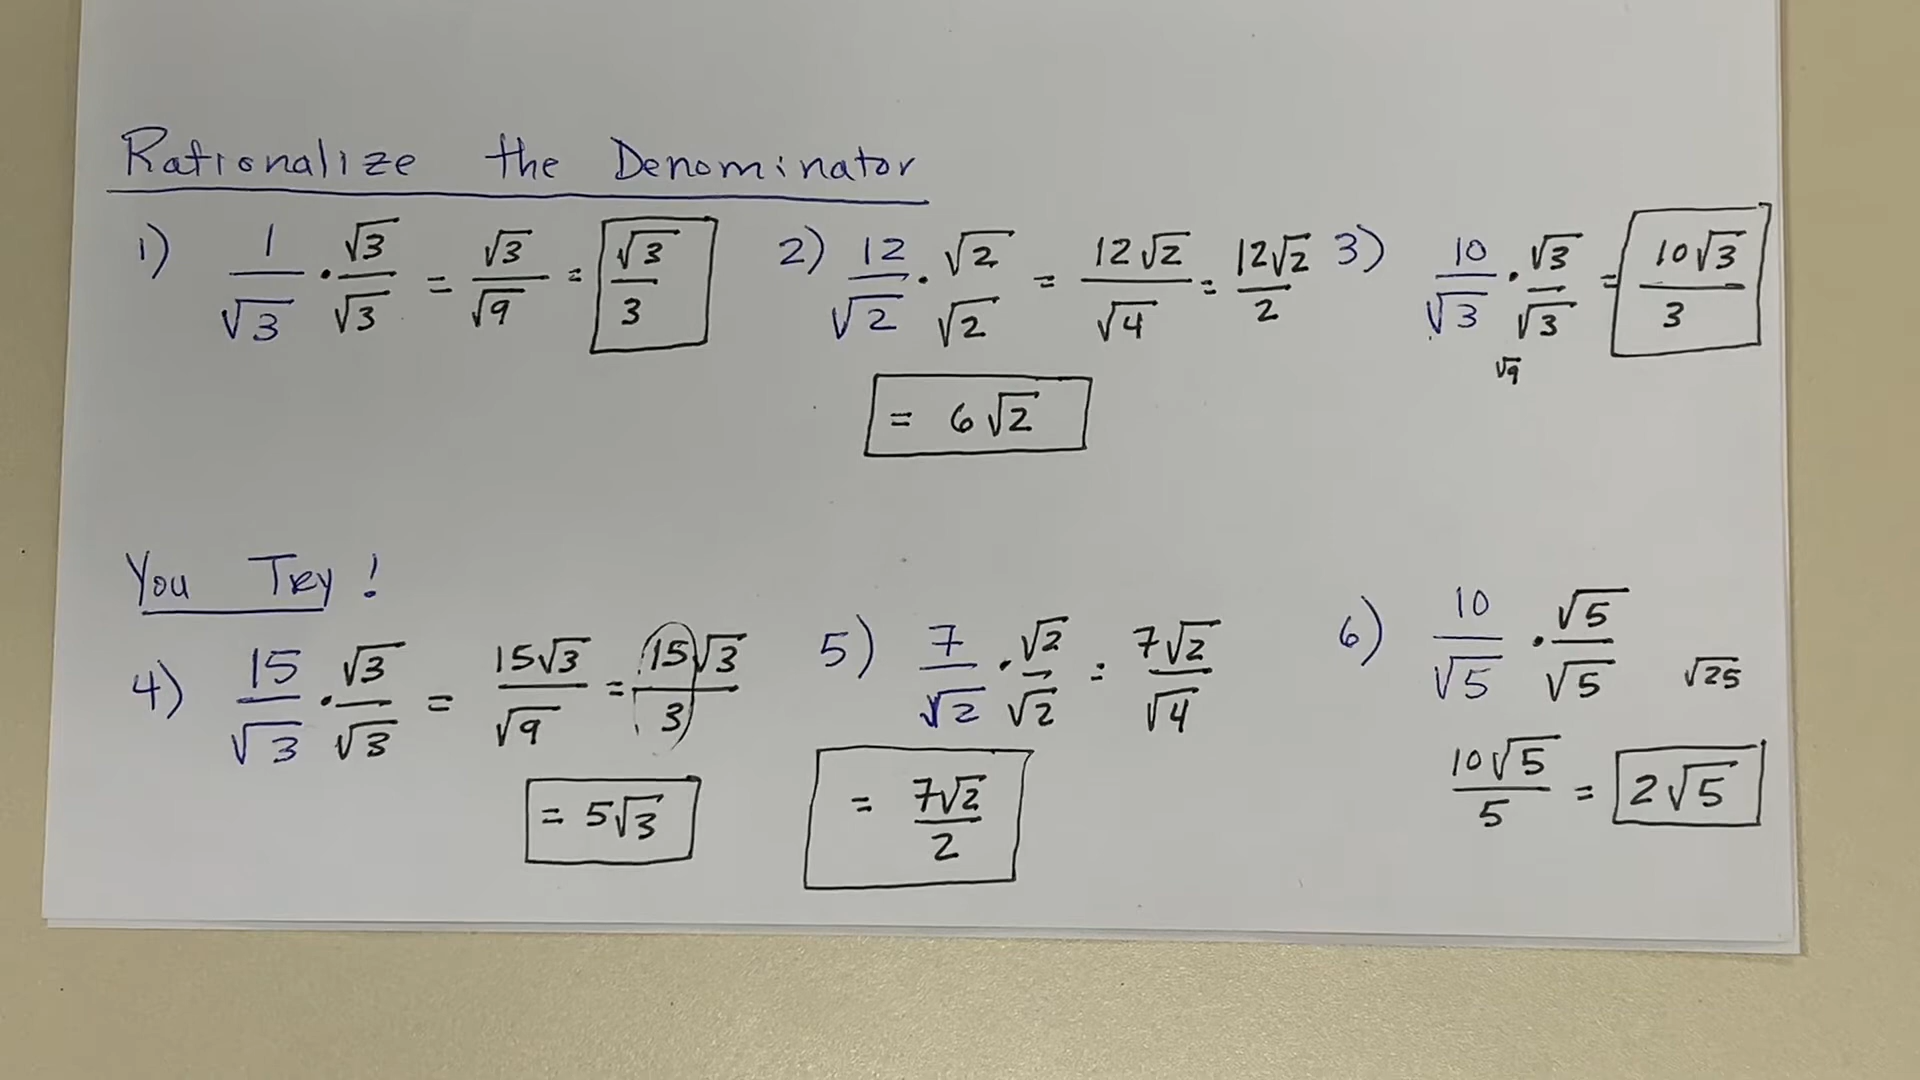 Rationalize the Denominator
1) 1/√3 · √3/√3 = √3/√9 = √3/3
2) 12/√2 · √2/√2 = 12√2/√4 = 12√2/2
= 6√2
3) 10/√3 · √3/√3 = 10√3/3
√9
You Try!
4) 15/√3 · √3/√3 = 15√3/√9 = 15√3/3
= 5√3
5) 7/√2 · √2/√2 = 7√2/√4
= 7√2/2
6) 10/√5 · √5/√5 √25
10√5/5 = 2√5